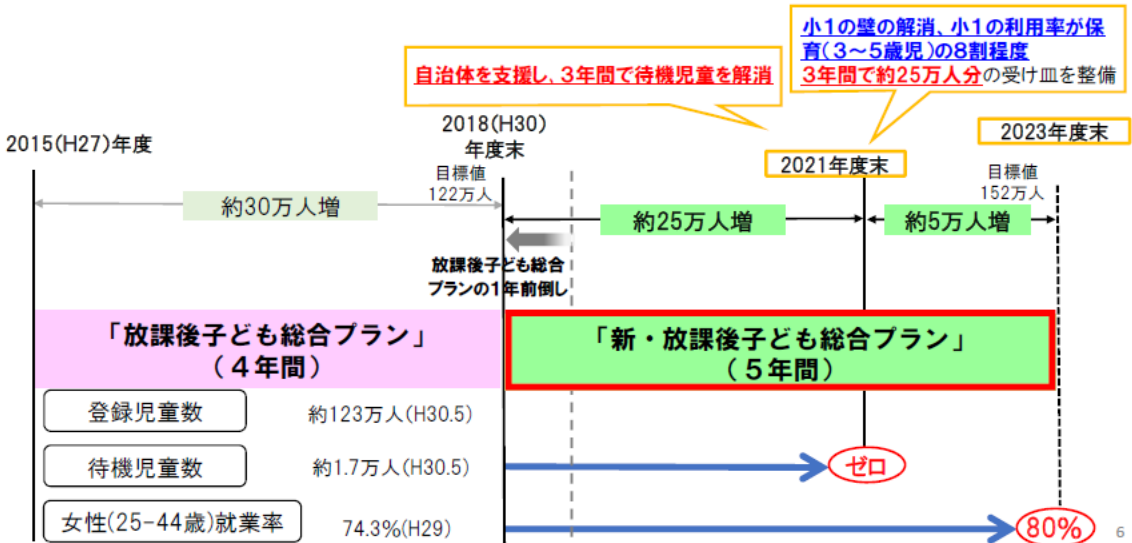 小1の壁の解消、小1の利用率が保
育(3～5歳児)の8割程度
3年間で約25万人分の受け皿を整備
自治体を支援し、3年間で待機児童を解消
2015(H27)年度
2018(H30)
年度末
2021年度末
2023年度末
目標値
122万人
目標値
152万人
約30万人増
約25万人増
約5万人増
放課後子ども総合
プランの1年前倒し
「放課後子ども総合プラン」
（４年間）
「新・放課後子ども総合プラン」
（５年間）
登録児童数
約123万人(H30.5)
待機児童数
約1.7万人(H30.5)
ゼロ
女性(25-44歳)就業率
74.3%(H29)
80%
6